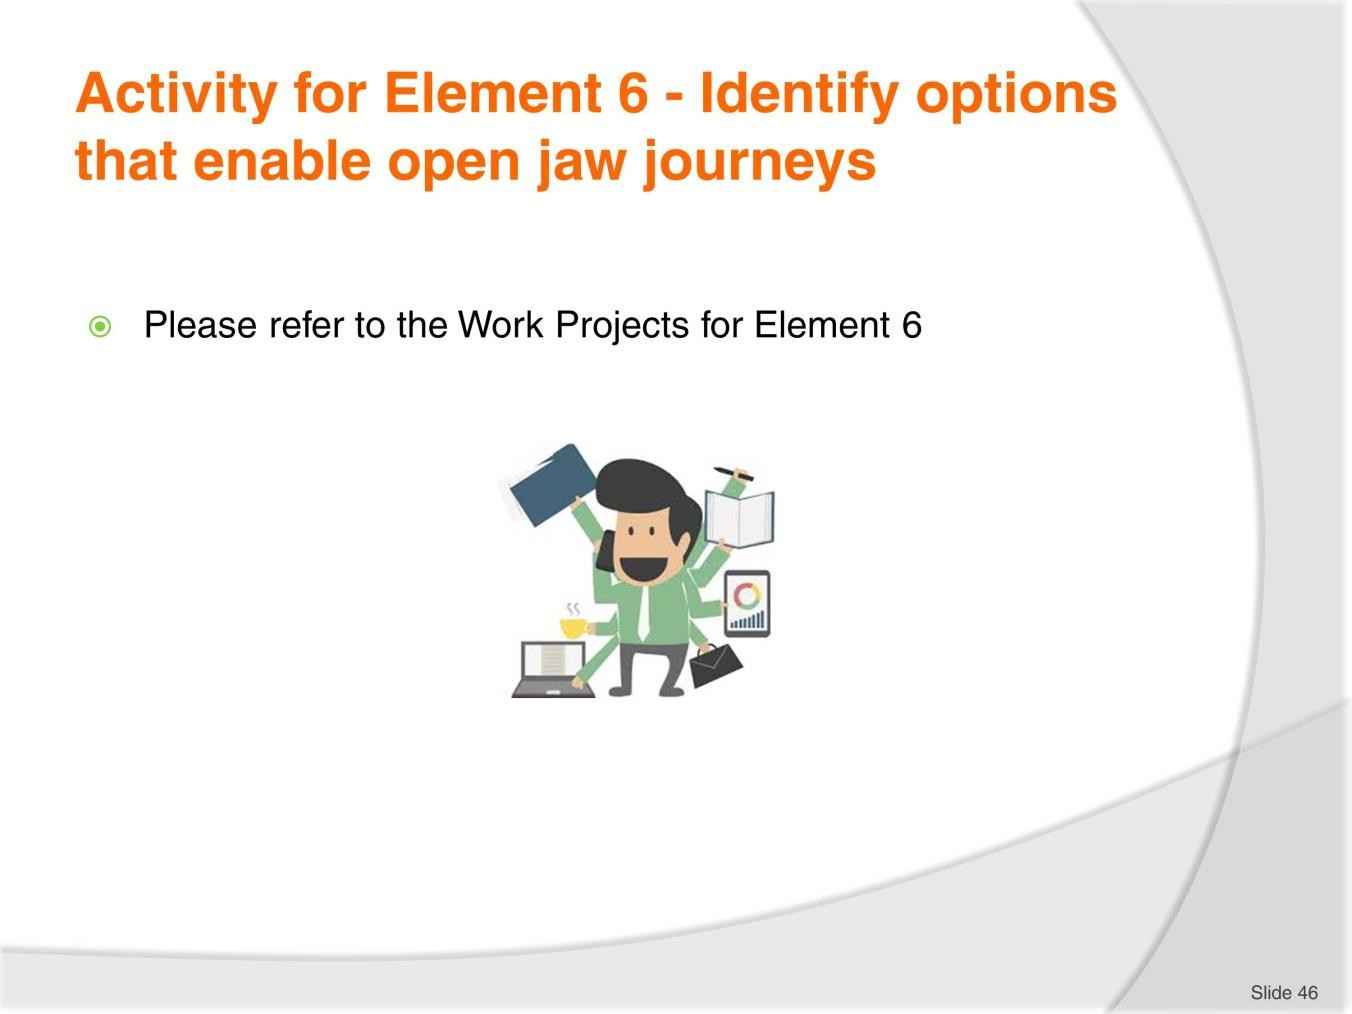 Activity for Element 6 - Identify options
that enable open jaw journeys
Please refer to the Work Projects for Element 6
Slide 46